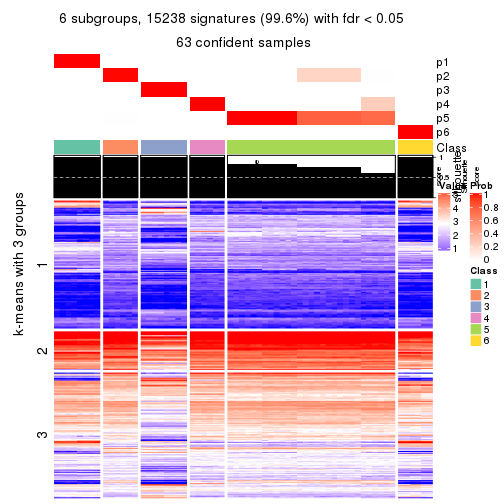 6 subgroups, 15238 signatures (99.6%) with fdr < 0.05
63 confident samples
p1
p2
p3
p4
p5
p6
Class
1
0.5
Silhouette
score
k-means with 3 groups
1
2
3
Value
4
3
2
1
Prob
1
0.8
0.6
0.4
0.2
0
Class
1
2
3
4
5
6